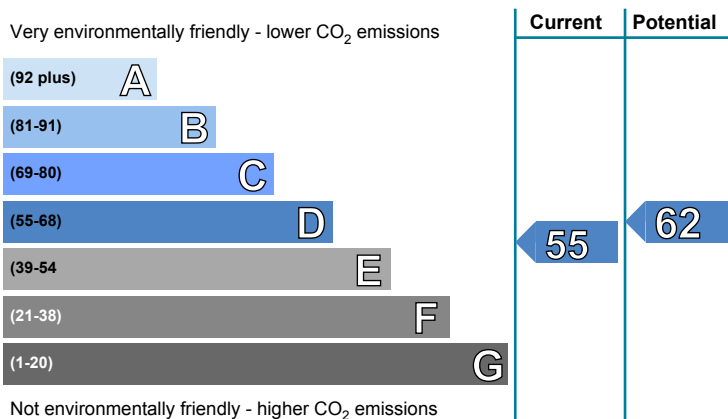 Very environmentally friendly - lower CO2 emissions
Current
Potential
(92 plus) A
(81-91) B
(69-80) C
(55-68) D
(39-54 E
(21-38) F
(1-20) G
55
62
Not environmentally friendly - higher CO2 emissions